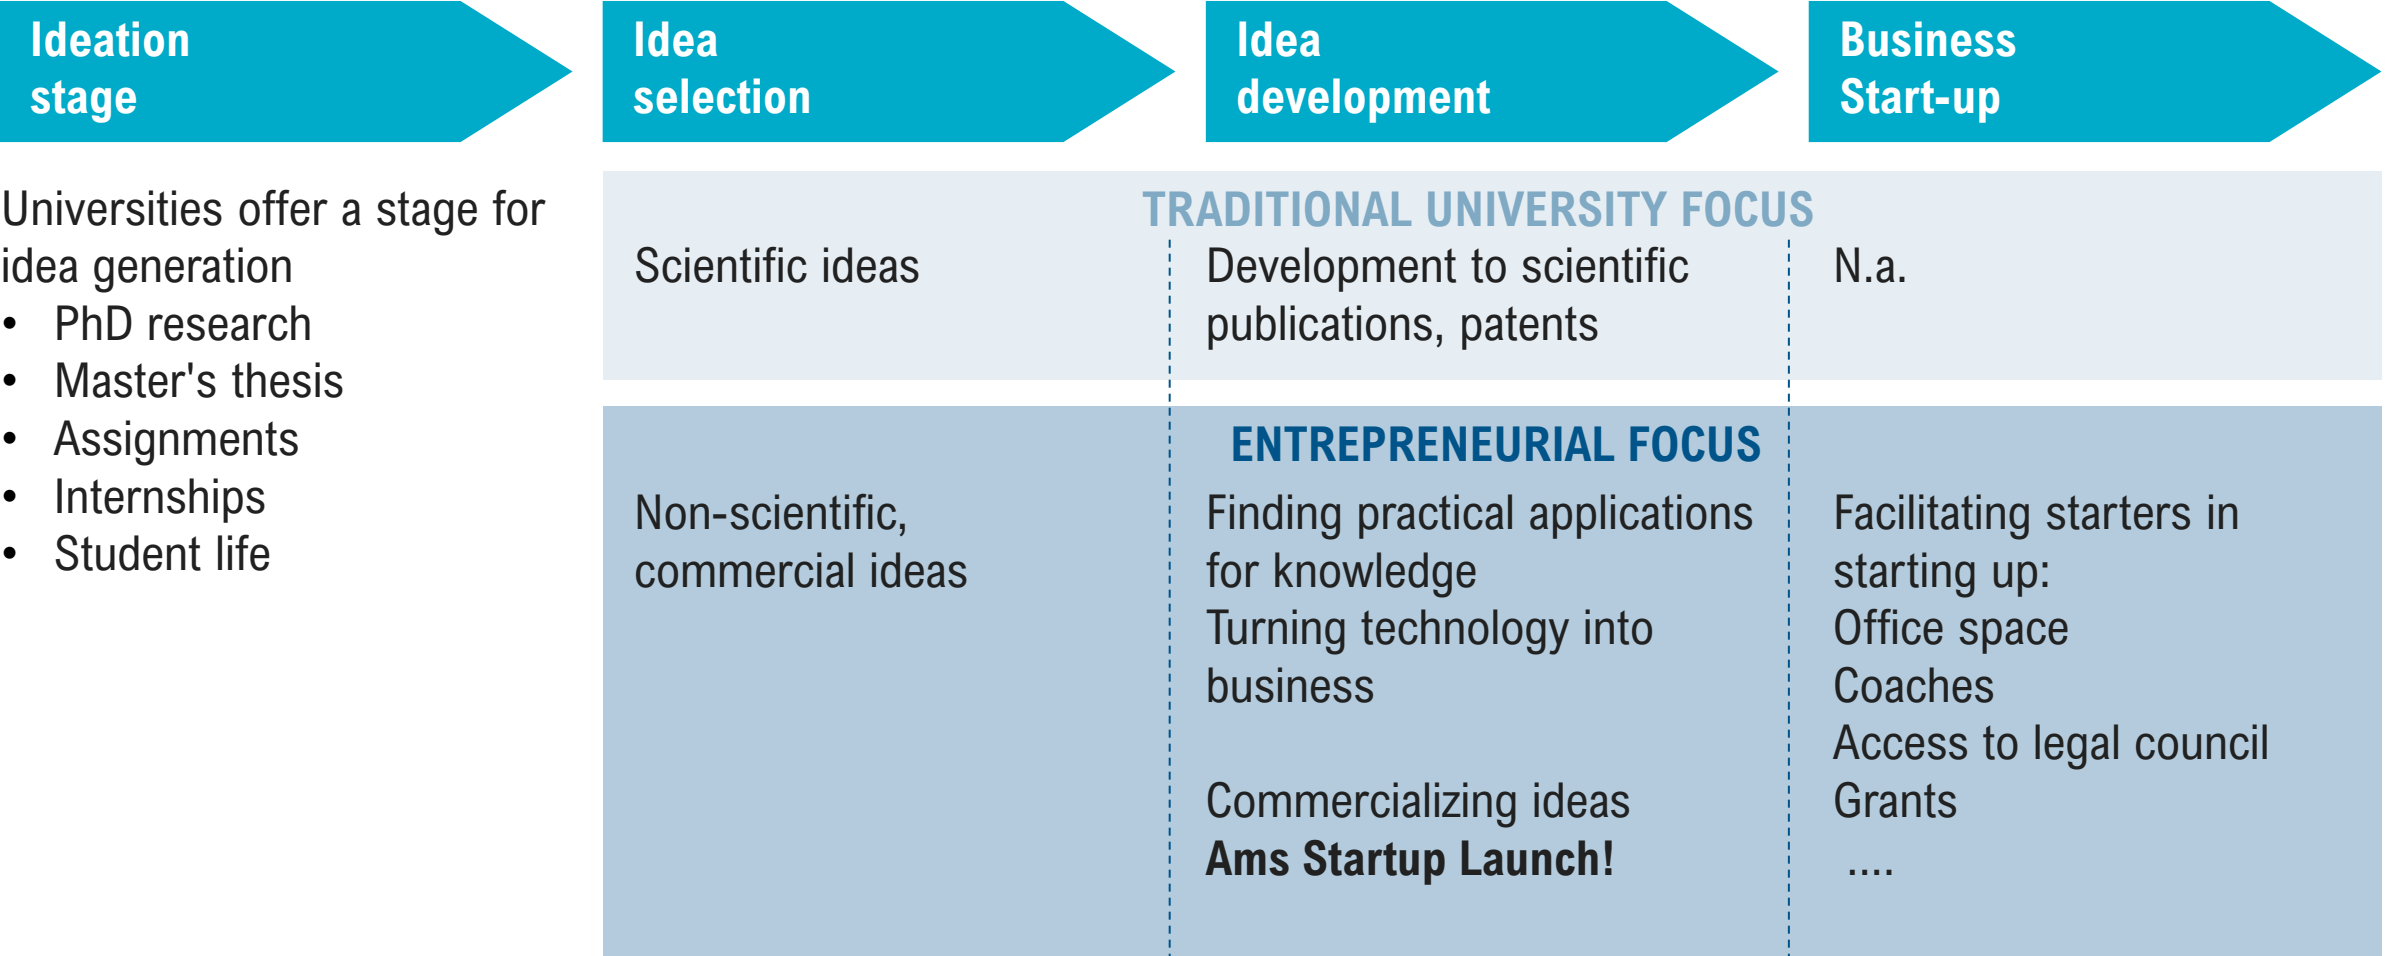 Ideation
stage
Idea
selection
Idea
development
Business
Start-up
Universities offer a stage for
idea generation
• PhD research
• Master's thesis
• Assignments
• Internships
• Student life
TRADITIONAL UNIVERSITY FOCUS
Scientific ideas
Development to scientific
publications, patents
N.a.
ENTREPRENEURIAL FOCUS
Non-scientific,
commercial ideas
Finding practical applications
for knowledge
Turning technology into
business
Commercializing ideas
Ams Startup Launch!
Facilitating starters in
starting up:
Office space
Coaches
Access to legal council
Grants
....